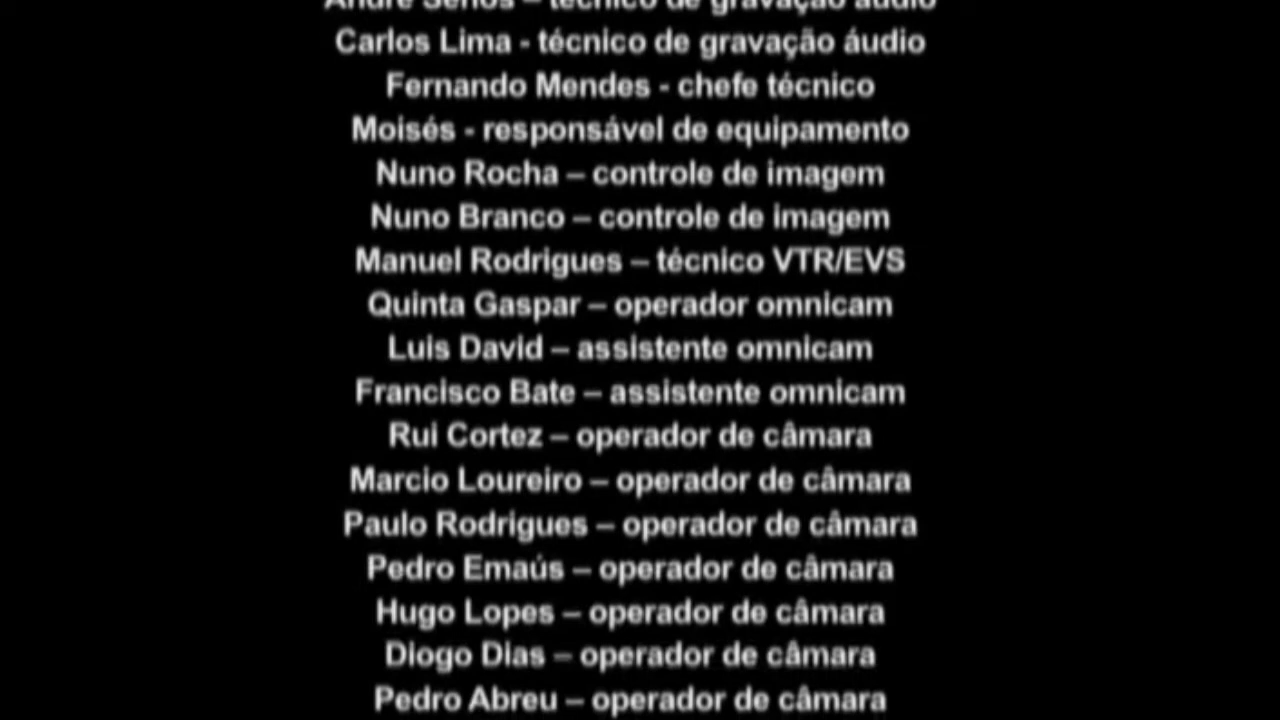 técnico de gravação áudio
Carlos Lima - técnico de gravação áudio
Fernando Mendes - chefe técnico
Moisés - responsável de equipamento
Nuno Rocha – controle de imagem
Nuno Branco – controle de imagem
Manuel Rodrigues – técnico VTR/EVS
Quinta Gaspar – operador omnicam
Luis David – assistente omnicam
Francisco Bate – assistente omnicam
Rui Cortez – operador de câmara
Marcio Loureiro – operador de câmara
Paulo Rodrigues – operador de câmara
Pedro Emaús – operador de câmara
Hugo Lopes – operador de câmara
Diogo Dias – operador de câmara
Pedro Abreu – operador de câmara